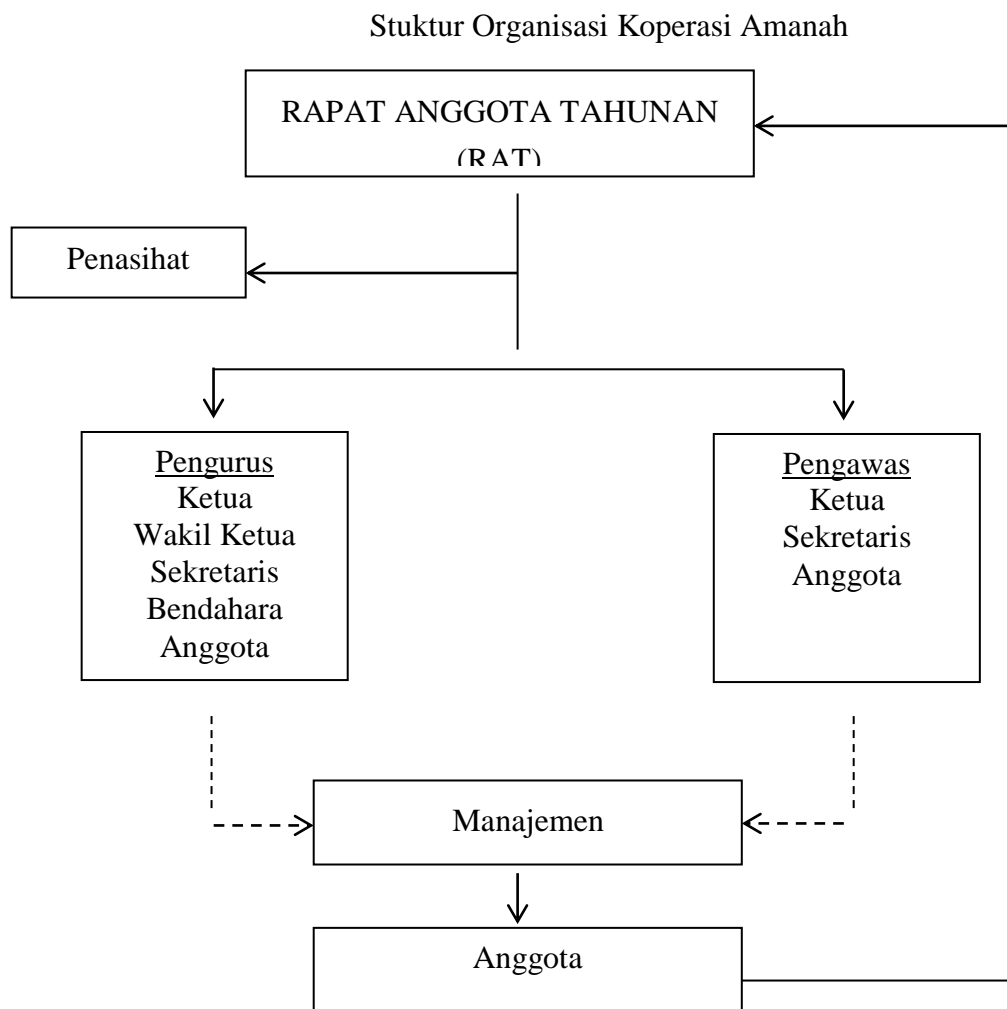 Stuktur Organisasi Koperasi Amanah
RAPAT ANGGOTA TAHUNAN
(RAT)
Penasihat
Pengurus
Ketua
Wakil Ketua
Sekretaris
Bendahara
Anggota
Pengawas
Ketua
Sekretaris
Anggota
Manajemen
Anggota